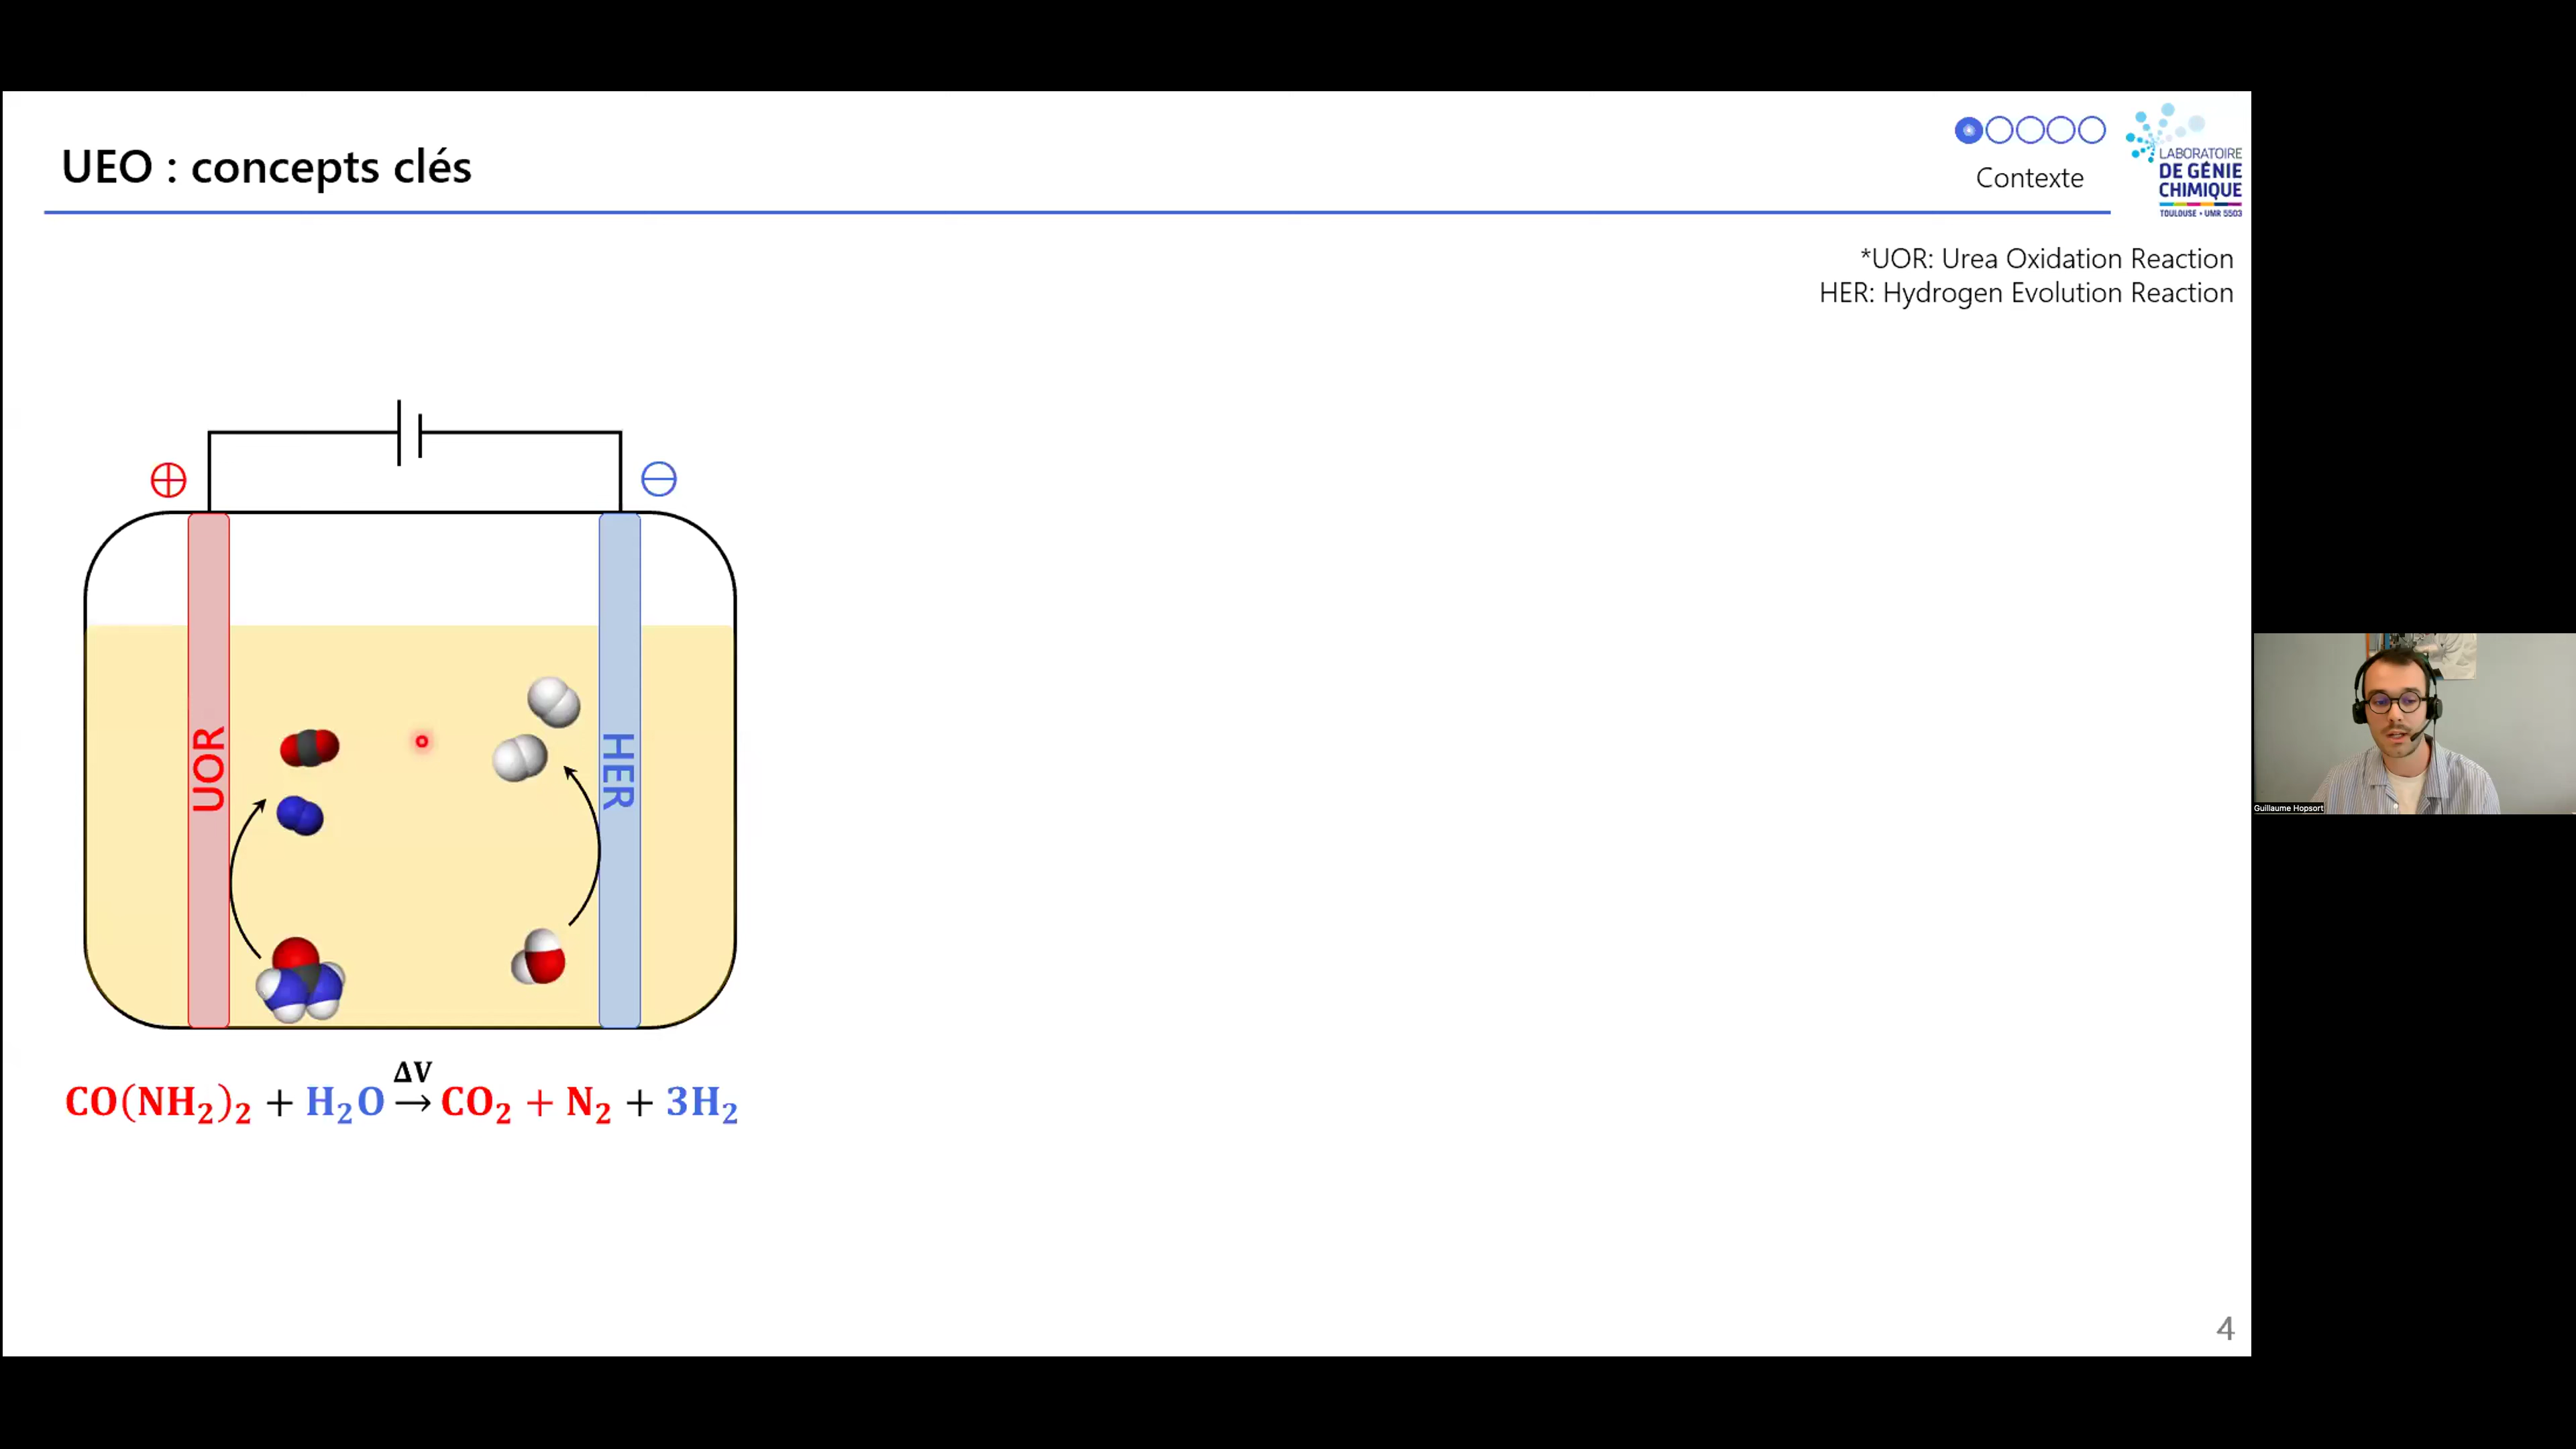 UEO : concepts clés
Contexte
LABORATOIRE
DE GÉNIE
CHIMIQUE
TOULOUSE • UMR 5503
*UOR: Urea Oxidation Reaction
HER: Hydrogen Evolution Reaction
UOR
HER
ΔV
CO(NH₂)₂ + H₂O → CO₂ + N₂ + 3H₂
Guillaume Hopsort
4